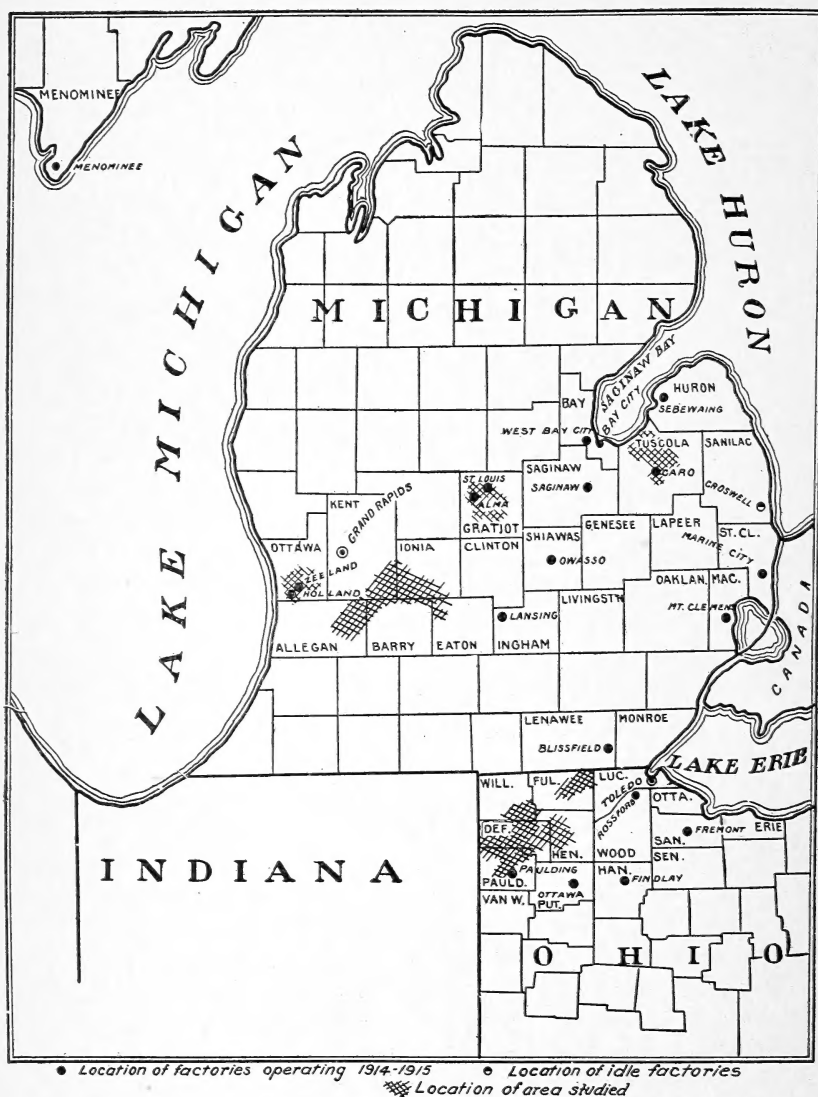 MENOMINEE
MENOMINEE
LAKE MICHIGAN
LAKE HURON
MICHIGAN
SAGINAW BAY
BAY CITY
HURON
SEBEWAING
BAY
WEST BAY CITY
TUSCOLA
SANILAC
CARO
CROSWELL
SAGINAW
SAGINAW
ST. LOUIS
ALMA
GRATIOT
KENT
GRAND RAPIDS
OTTAWA
ZEELAND
HOLLAND
IONIA
CLINTON
SHIAWAS
OWASSO
GENESEE
LAPEER
ST. CL.
MARINE CITY
OAKLAN.
MAC.
MT. CLEMENS
LIVINGST'N
LANSING
ALLEGAN
BARRY
EATON
INGHAM
CANADA
LENAWEE
MONROE
BLISSFIELD
LAKE ERIE
WILL.
FUL.
LUC.
TOLEDO
OTTA.
ROSSFORD
DEF.
HEN.
WOOD
SAN.
FREMONT
ERIE
SEN.
PAULDING
PAULD.
OTTAWA
PUT.
HAN.
FINDLAY
VAN W.
INDIANA
OHIO
Location of factories operating 1914-1915
Location of idle factories
Location of area studied